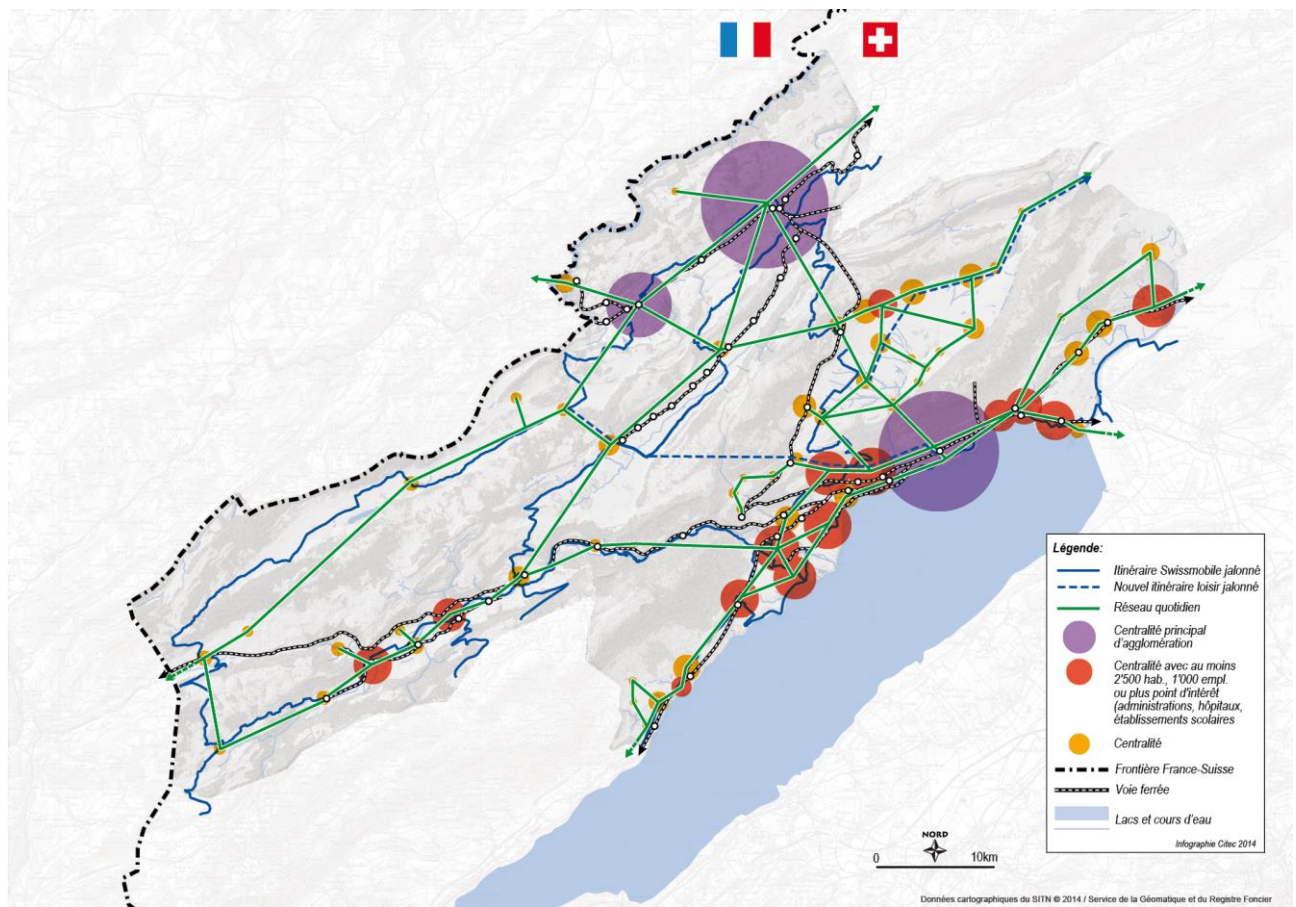 Légende:
Itinéraire Swissmobile jalonné
Nouvel itinéraire loisir jalonné
Réseau quotidien
Centralité principal
d'agglomération
Centralité avec au moins
2'500 hab., 1'000 empl.
ou plus point d'intérêt
(administrations, hôpitaux,
établissements scolaires
Centralité
Frontière France-Suisse
Voie ferrée
Lacs et cours d'eau
Infographie Citec 2014
NORD
0 10km
Données cartographiques du SITN © 2014 / Service de la Géomatique et du Registre Foncier